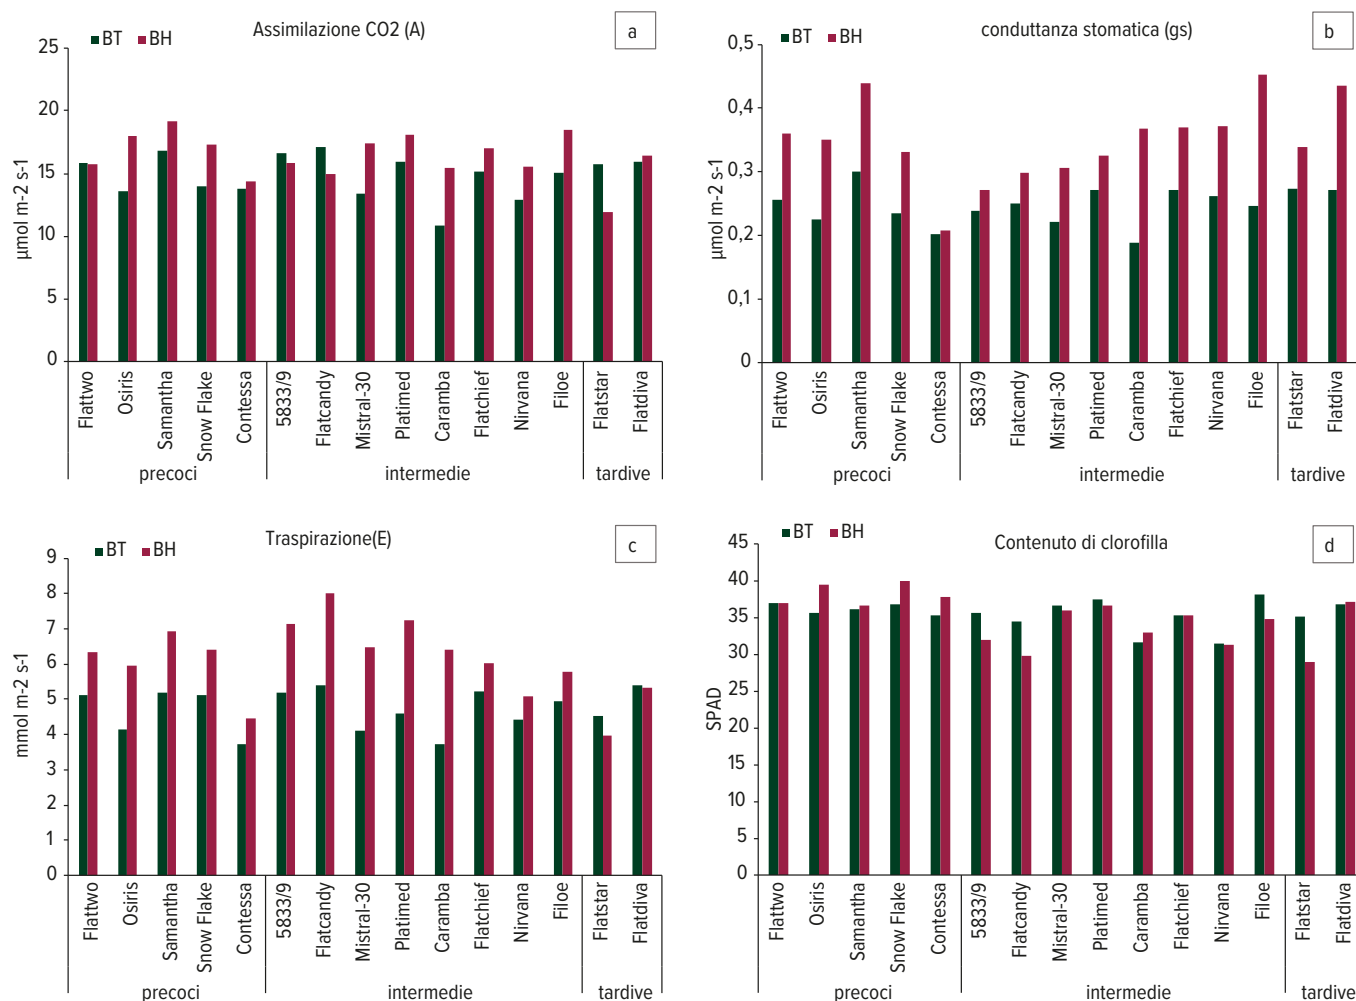 Assimilazione CO2 (A)
a
BT BH
µmol m-2 s-1
25
20
15
10
5
0
Flattwo
Osiris
Samantha
Snow Flake
Contessa
5833/9
Flatcandy
Mistral-30
Platimed
Caramba
Flatchief
Nirvana
Filoe
Flatstar
Flatdiva
precoci intermedie tardive
conduttanza stomatica (gs)
b
BT BH
µmol m-2 s-1
0,5
0,4
0,3
0,2
0,1
0
Flattwo
Osiris
Samantha
Snow Flake
Contessa
5833/9
Flatcandy
Mistral-30
Platimed
Caramba
Flatchief
Nirvana
Filoe
Flatstar
Flatdiva
precoci intermedie tardive
Traspirazione(E)
c
BT BH
mmol m-2 s-1
9
8
7
6
5
4
3
2
1
0
Flattwo
Osiris
Samantha
Snow Flake
Contessa
5833/9
Flatcandy
Mistral-30
Platimed
Caramba
Flatchief
Nirvana
Filoe
Flatstar
Flatdiva
precoci intermedie tardive
Contenuto di clorofilla
d
BT BH
SPAD
45
40
35
30
25
20
15
10
5
0
Flattwo
Osiris
Samantha
Snow Flake
Contessa
5833/9
Flatcandy
Mistral-30
Platimed
Caramba
Flatchief
Nirvana
Filoe
Flatstar
Flatdiva
precoci intermedie tardive